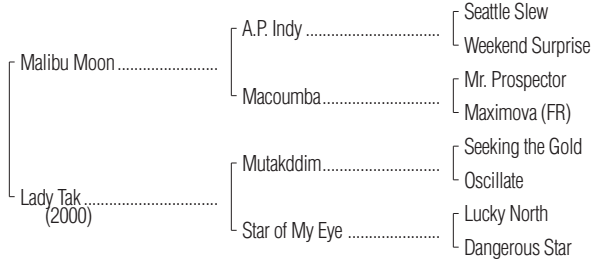 Seattle Slew
A.P. Indy ........................................
Weekend Surprise
Malibu Moon ..............................
Mr. Prospector
Macoumba...................................
Maximova (FR)
Seeking the Gold
Mutakddim...................................
Oscillate
Lady Tak ........................................
(2000)
Lucky North
Star of My Eye ...........................
Dangerous Star